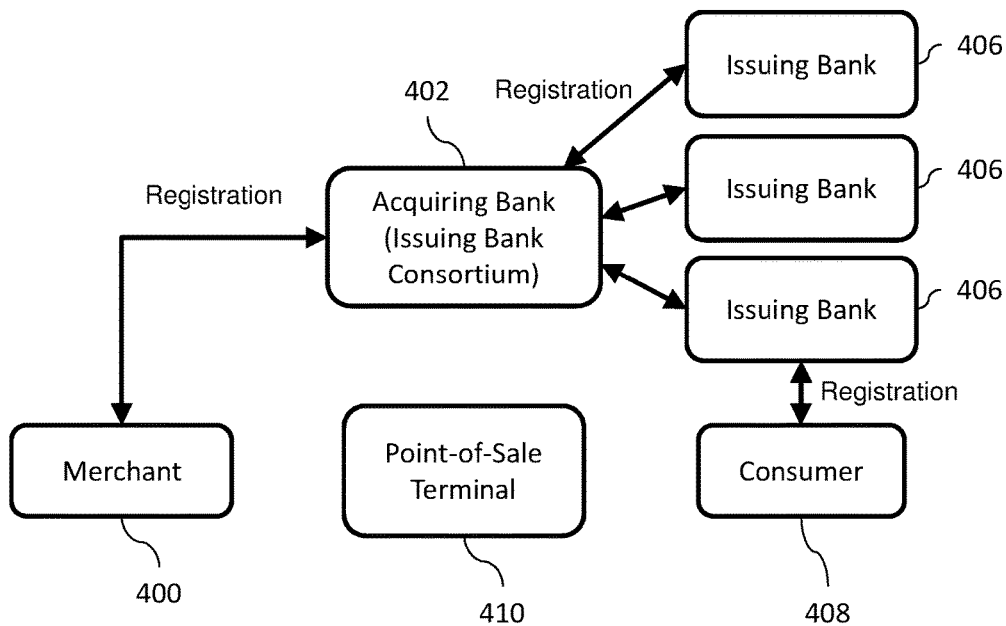 Issuing Bank
406
402
Registration
Issuing Bank
406
Registration
Acquiring Bank
(Issuing Bank
Consortium)
Issuing Bank
406
Registration
Merchant
Point-of-Sale
Terminal
Consumer
400
410
408